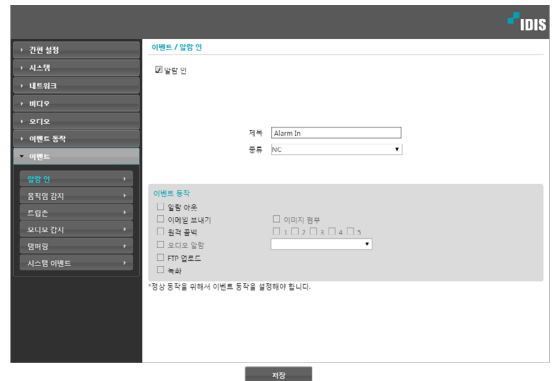 IDIS
간편 설정
시스템
네트워크
비디오
오디오
이벤트 동작
이벤트
알람 인
움직임 감지
트립존
오디오 감지
탬퍼링
시스템 이벤트
이벤트 / 알람 인
알람 인
제목 Alarm In
종류 NC
이벤트 동작
알람 아웃
이메일 보내기 이미지 첨부
원격 콜백 1 2 3 4 5
오디오 알람
FTP 업로드
녹화
*정상 동작을 위해서 이벤트 동작을 설정해야 합니다.
저장